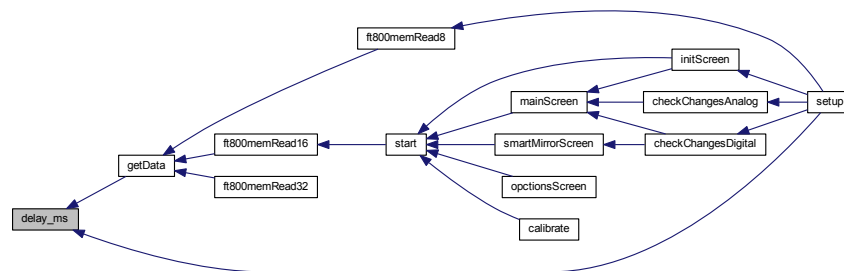 ft800memRead8
initScreen
mainScreen
checkChangesAnalog
setup
ft800memRead16
start
smartMirrorScreen
checkChangesDigital
getData
ft800memRead32
opctionsScreen
delay_ms
calibrate